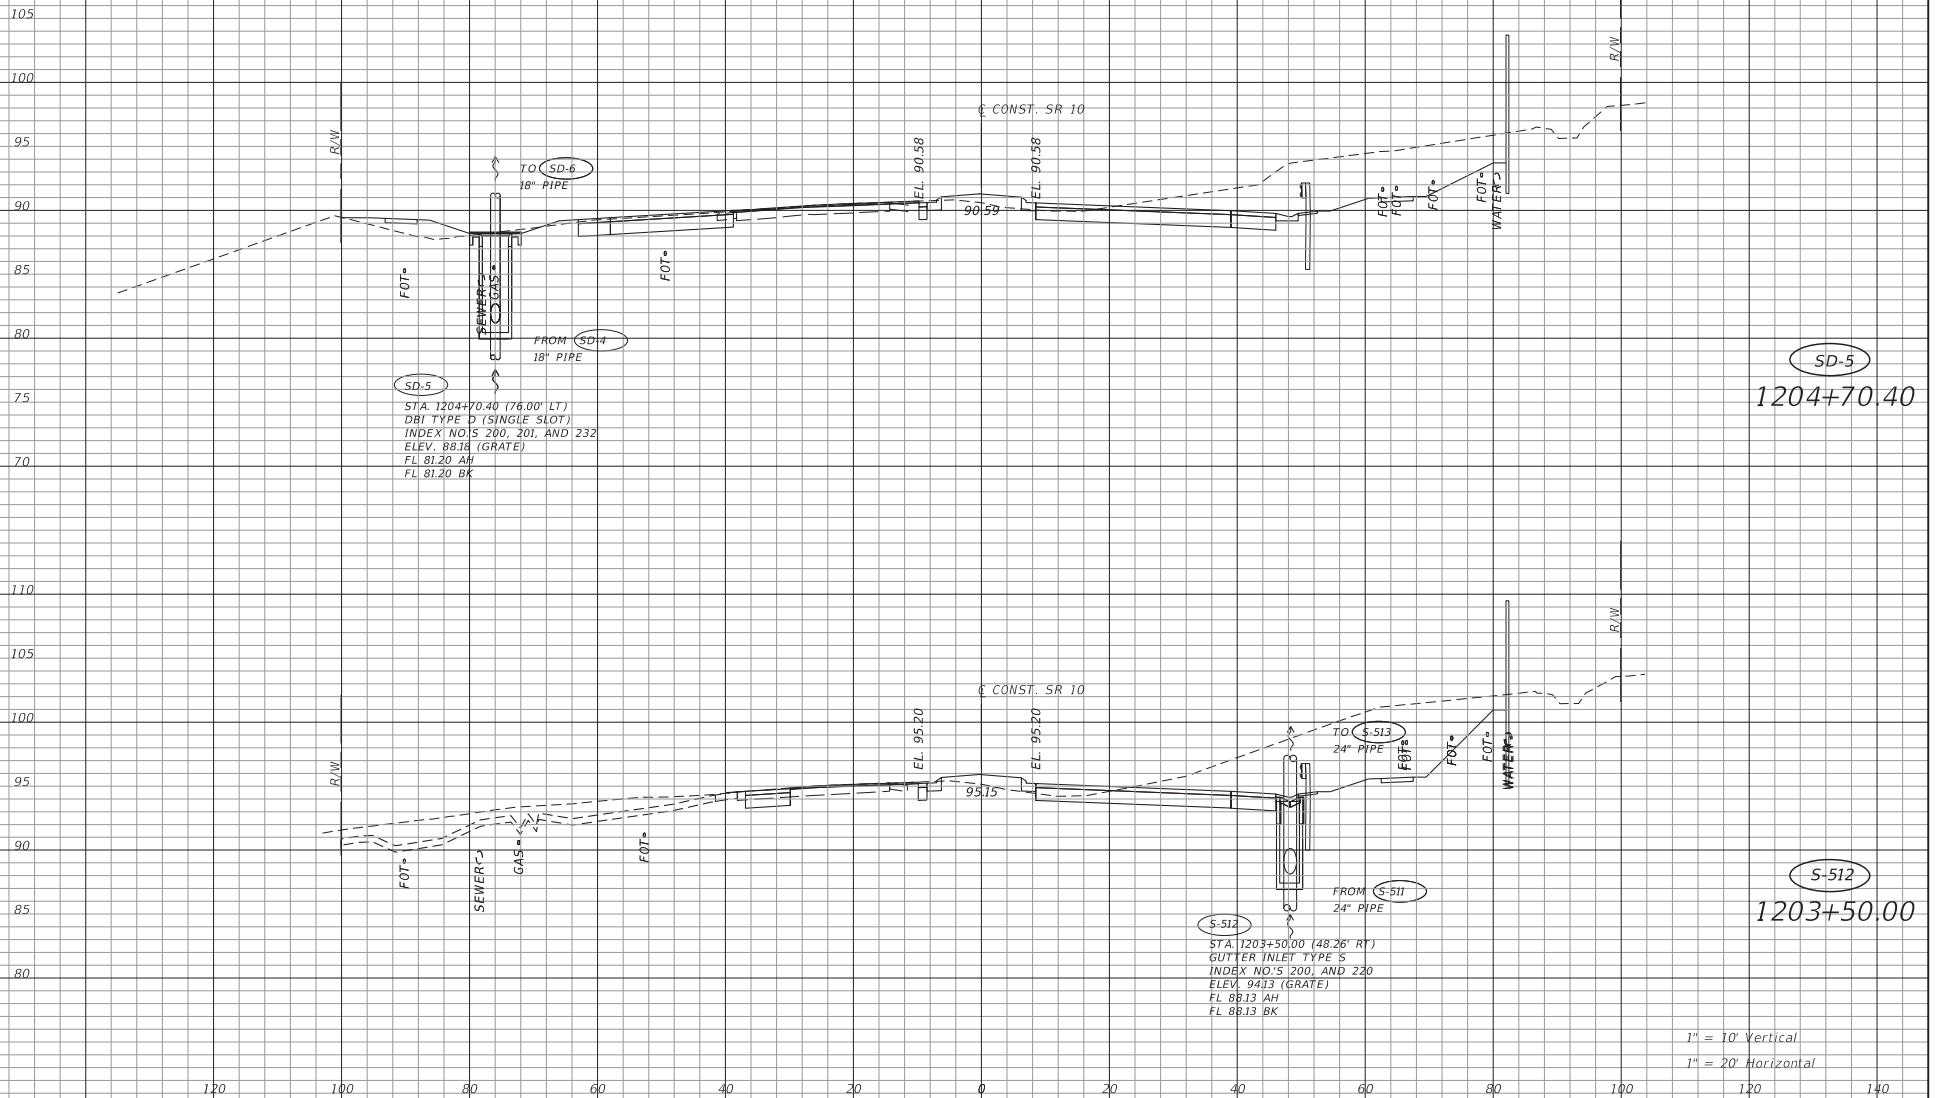 105
100
95
90
85
80
75
70
R/W
TO SD-6
18" PIPE
℄ CONST. SR 10
EL. 90.58
EL. 90.58
90.59
R/W
FOT
FOT
FOT
FOT
WATER
FOT
SEWER
GAS
FOT
FROM SD-4
18" PIPE
SD-5
STA. 1204+70.40 (76.00' LT)
DBI TYPE D (SINGLE SLOT)
INDEX NO.'S 200, 201, AND 232
ELEV. 88.18 (GRATE)
FL 81.20 AH
FL 81.20 BK
SD-5
1204+70.40
110
105
100
95
90
85
80
R/W
℄ CONST. SR 10
EL. 95.20
EL. 95.20
95.15
R/W
TO S-513
24" PIPE
FOT
FOT
FOT
FOT
WATER
FOT
SEWER
GAS
FOT
FROM S-511
24" PIPE
S-512
STA. 1203+50.00 (48.26' RT)
GUTTER INLET TYPE S
INDEX NO.'S 200, AND 220
ELEV. 94.13 (GRATE)
FL 88.13 AH
FL 88.13 BK
S-512
1203+50.00
1" = 10' Vertical
1" = 20' Horizontal
120 100 80 60 40 20 0 20 40 60 80 100 120 140